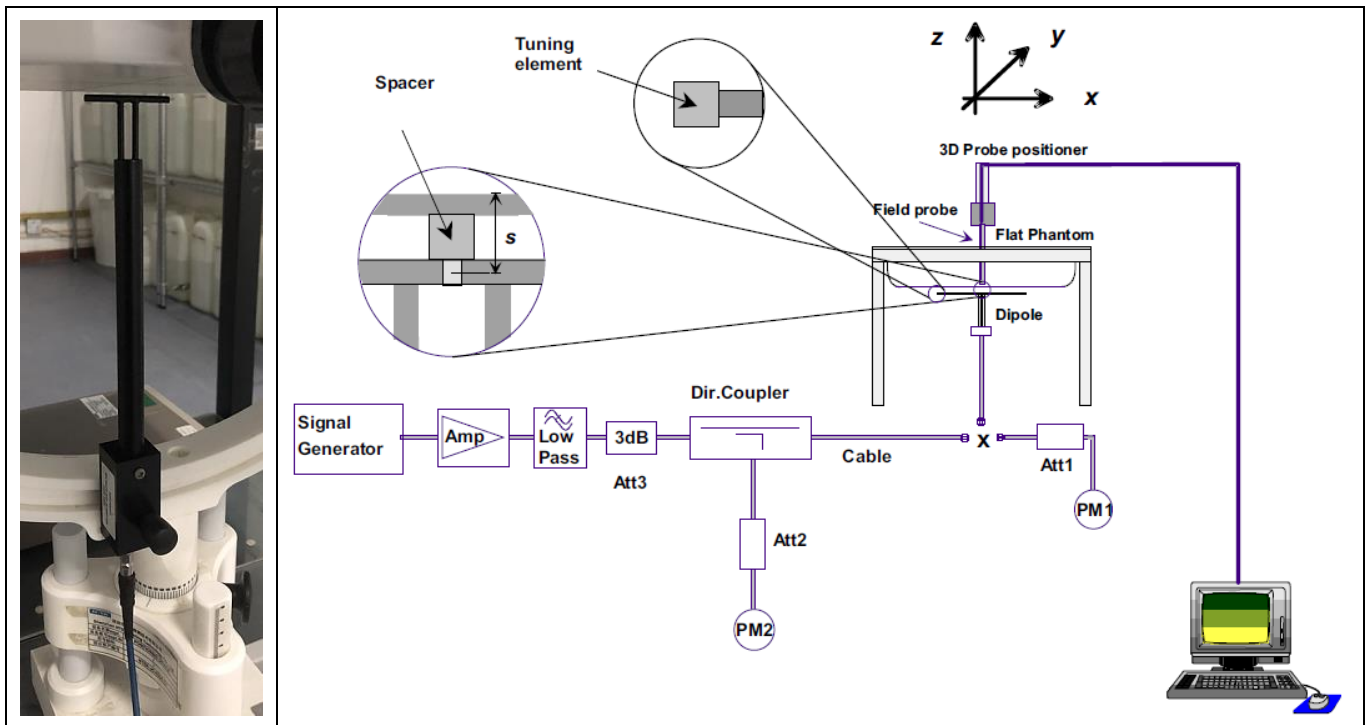 Tuning
element
Spacer
s
z
y
x
3D Probe positioner
Field probe
Flat Phantom
Dipole
Dir.Coupler
Signal
Generator
Amp
Low
Pass
3dB
Att3
Cable
x
Att1
PM1
Att2
PM2